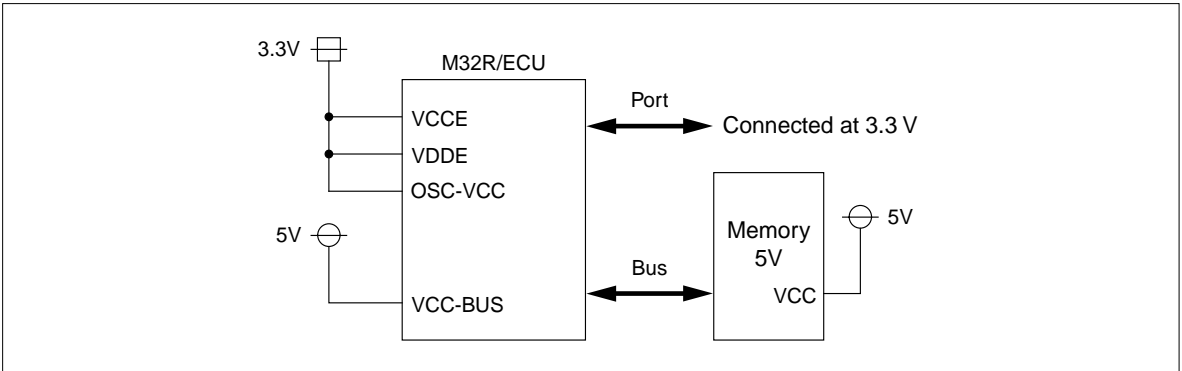 3.3V
M32R/ECU
VCCE
VDDE
OSC-VCC
Port
Connected at 3.3 V
5V
VCC-BUS
Bus
Memory
5V
VCC
5V